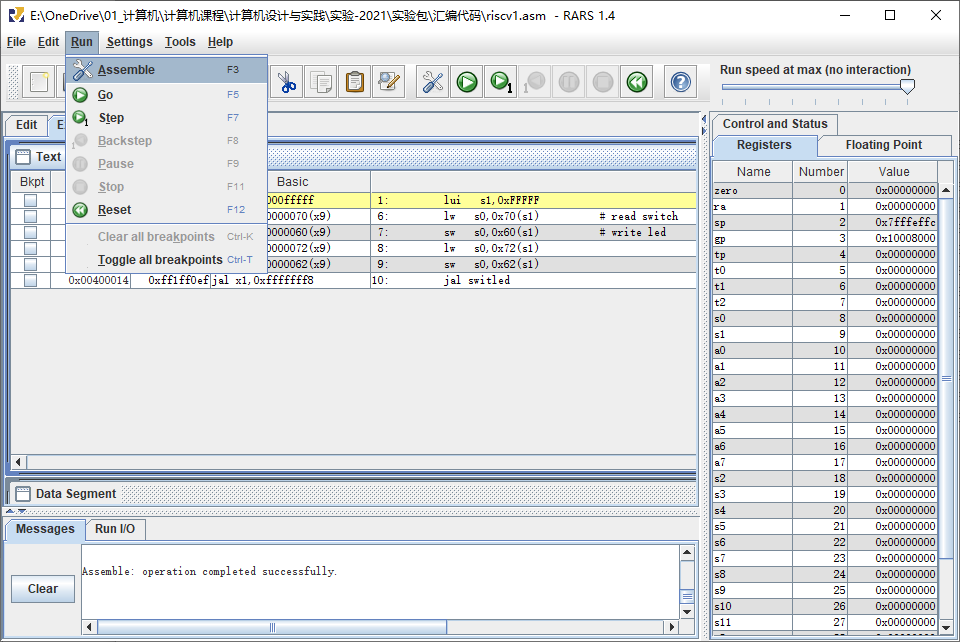 E:\OneDrive\01_计算机\计算机课程\计算机设计与实践\实验-2021\实验包\汇编代码\riscv1.asm - RARS 1.4
File Edit Run Settings Tools Help
Assemble F3
Go F5
Step F7
Backstep F8
Pause F9
Stop F11
Reset F12
Clear all breakpoints Ctrl-K
Toggle all breakpoints Ctrl-T
Run speed at max (no interaction)
Edit
Text
Bkpt Basic
000fffff 1: lui s1,0xFFFFF
0000070(x9) 6: lw s0,0x70(s1) # read switch
0000060(x9) 7: sw s0,0x60(s1) # write led
0000072(x9) 8: lw s0,0x72(s1)
0000062(x9) 9: sw s0,0x62(s1)
0x00400014 0xff1ff0ef jal x1,0xfffffff8 10: jal switled
Data Segment
Messages Run I/O
Assemble: operation completed successfully.
Clear
Control and Status
Registers Floating Point
Name Number Value
zero 0 0x00000000
ra 1 0x00000000
sp 2 0x7fffeffc
gp 3 0x10008000
tp 4 0x00000000
t0 5 0x00000000
t1 6 0x00000000
t2 7 0x00000000
s0 8 0x00000000
s1 9 0x00000000
a0 10 0x00000000
a1 11 0x00000000
a2 12 0x00000000
a3 13 0x00000000
a4 14 0x00000000
a5 15 0x00000000
a6 16 0x00000000
a7 17 0x00000000
s2 18 0x00000000
s3 19 0x00000000
s4 20 0x00000000
s5 21 0x00000000
s6 22 0x00000000
s7 23 0x00000000
s8 24 0x00000000
s9 25 0x00000000
s10 26 0x00000000
s11 27 0x00000000